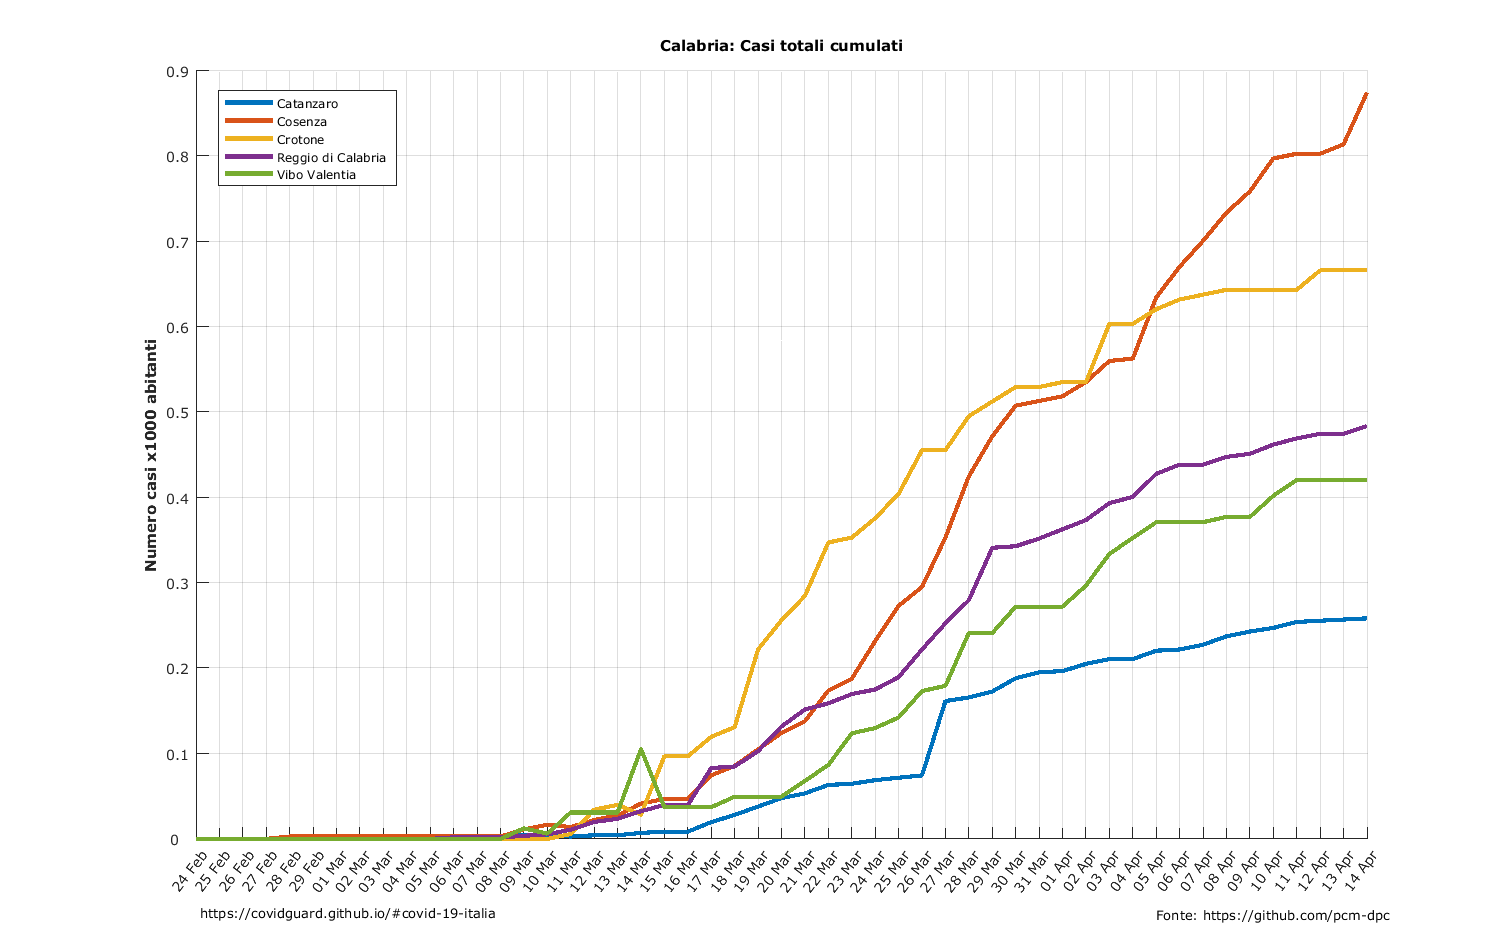 Calabria: Casi totali cumulati
Numero casi x1000 abitanti
0.9
0.8
0.7
0.6
0.5
0.4
0.3
0.2
0.1
0
Catanzaro
Cosenza
Crotone
Reggio di Calabria
Vibo Valentia
24 Feb
25 Feb
26 Feb
27 Feb
28 Feb
29 Feb
01 Mar
02 Mar
03 Mar
04 Mar
05 Mar
06 Mar
07 Mar
08 Mar
09 Mar
10 Mar
11 Mar
12 Mar
13 Mar
14 Mar
15 Mar
16 Mar
17 Mar
18 Mar
19 Mar
20 Mar
21 Mar
22 Mar
23 Mar
24 Mar
25 Mar
26 Mar
27 Mar
28 Mar
29 Mar
30 Mar
31 Mar
01 Apr
02 Apr
03 Apr
04 Apr
05 Apr
06 Apr
07 Apr
08 Apr
09 Apr
10 Apr
11 Apr
12 Apr
13 Apr
14 Apr
https://covidguard.github.io/#covid-19-italia
Fonte: https://github.com/pcm-dpc